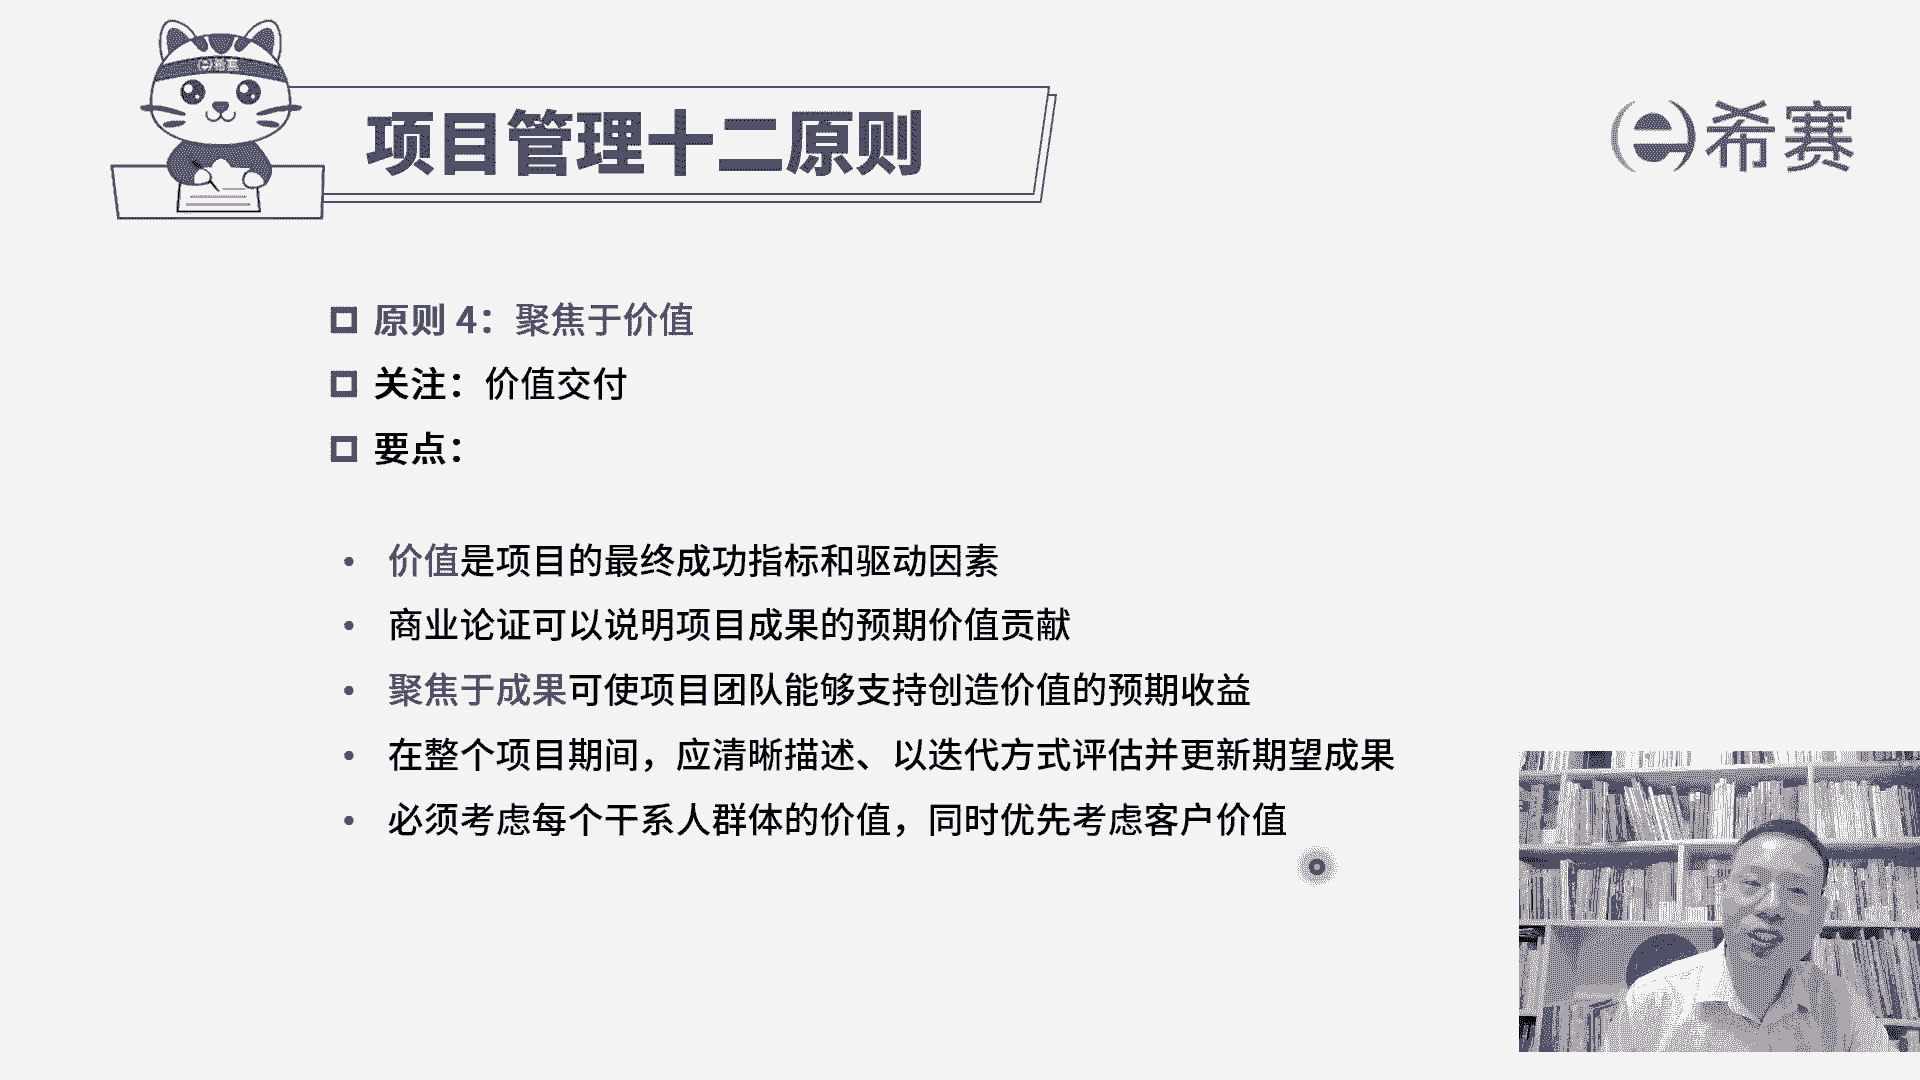 希赛
项目管理十二原则
希赛
原则 4：聚焦于价值
关注：价值交付
要点：
价值是项目的最终成功指标和驱动因素
商业论证可以说明项目成果的预期价值贡献
聚焦于成果可使项目团队能够支持创造价值的预期收益
在整个项目期间，应清晰描述、以迭代方式评估并更新期望成果
必须考虑每个干系人群体的价值，同时优先考虑客户价值